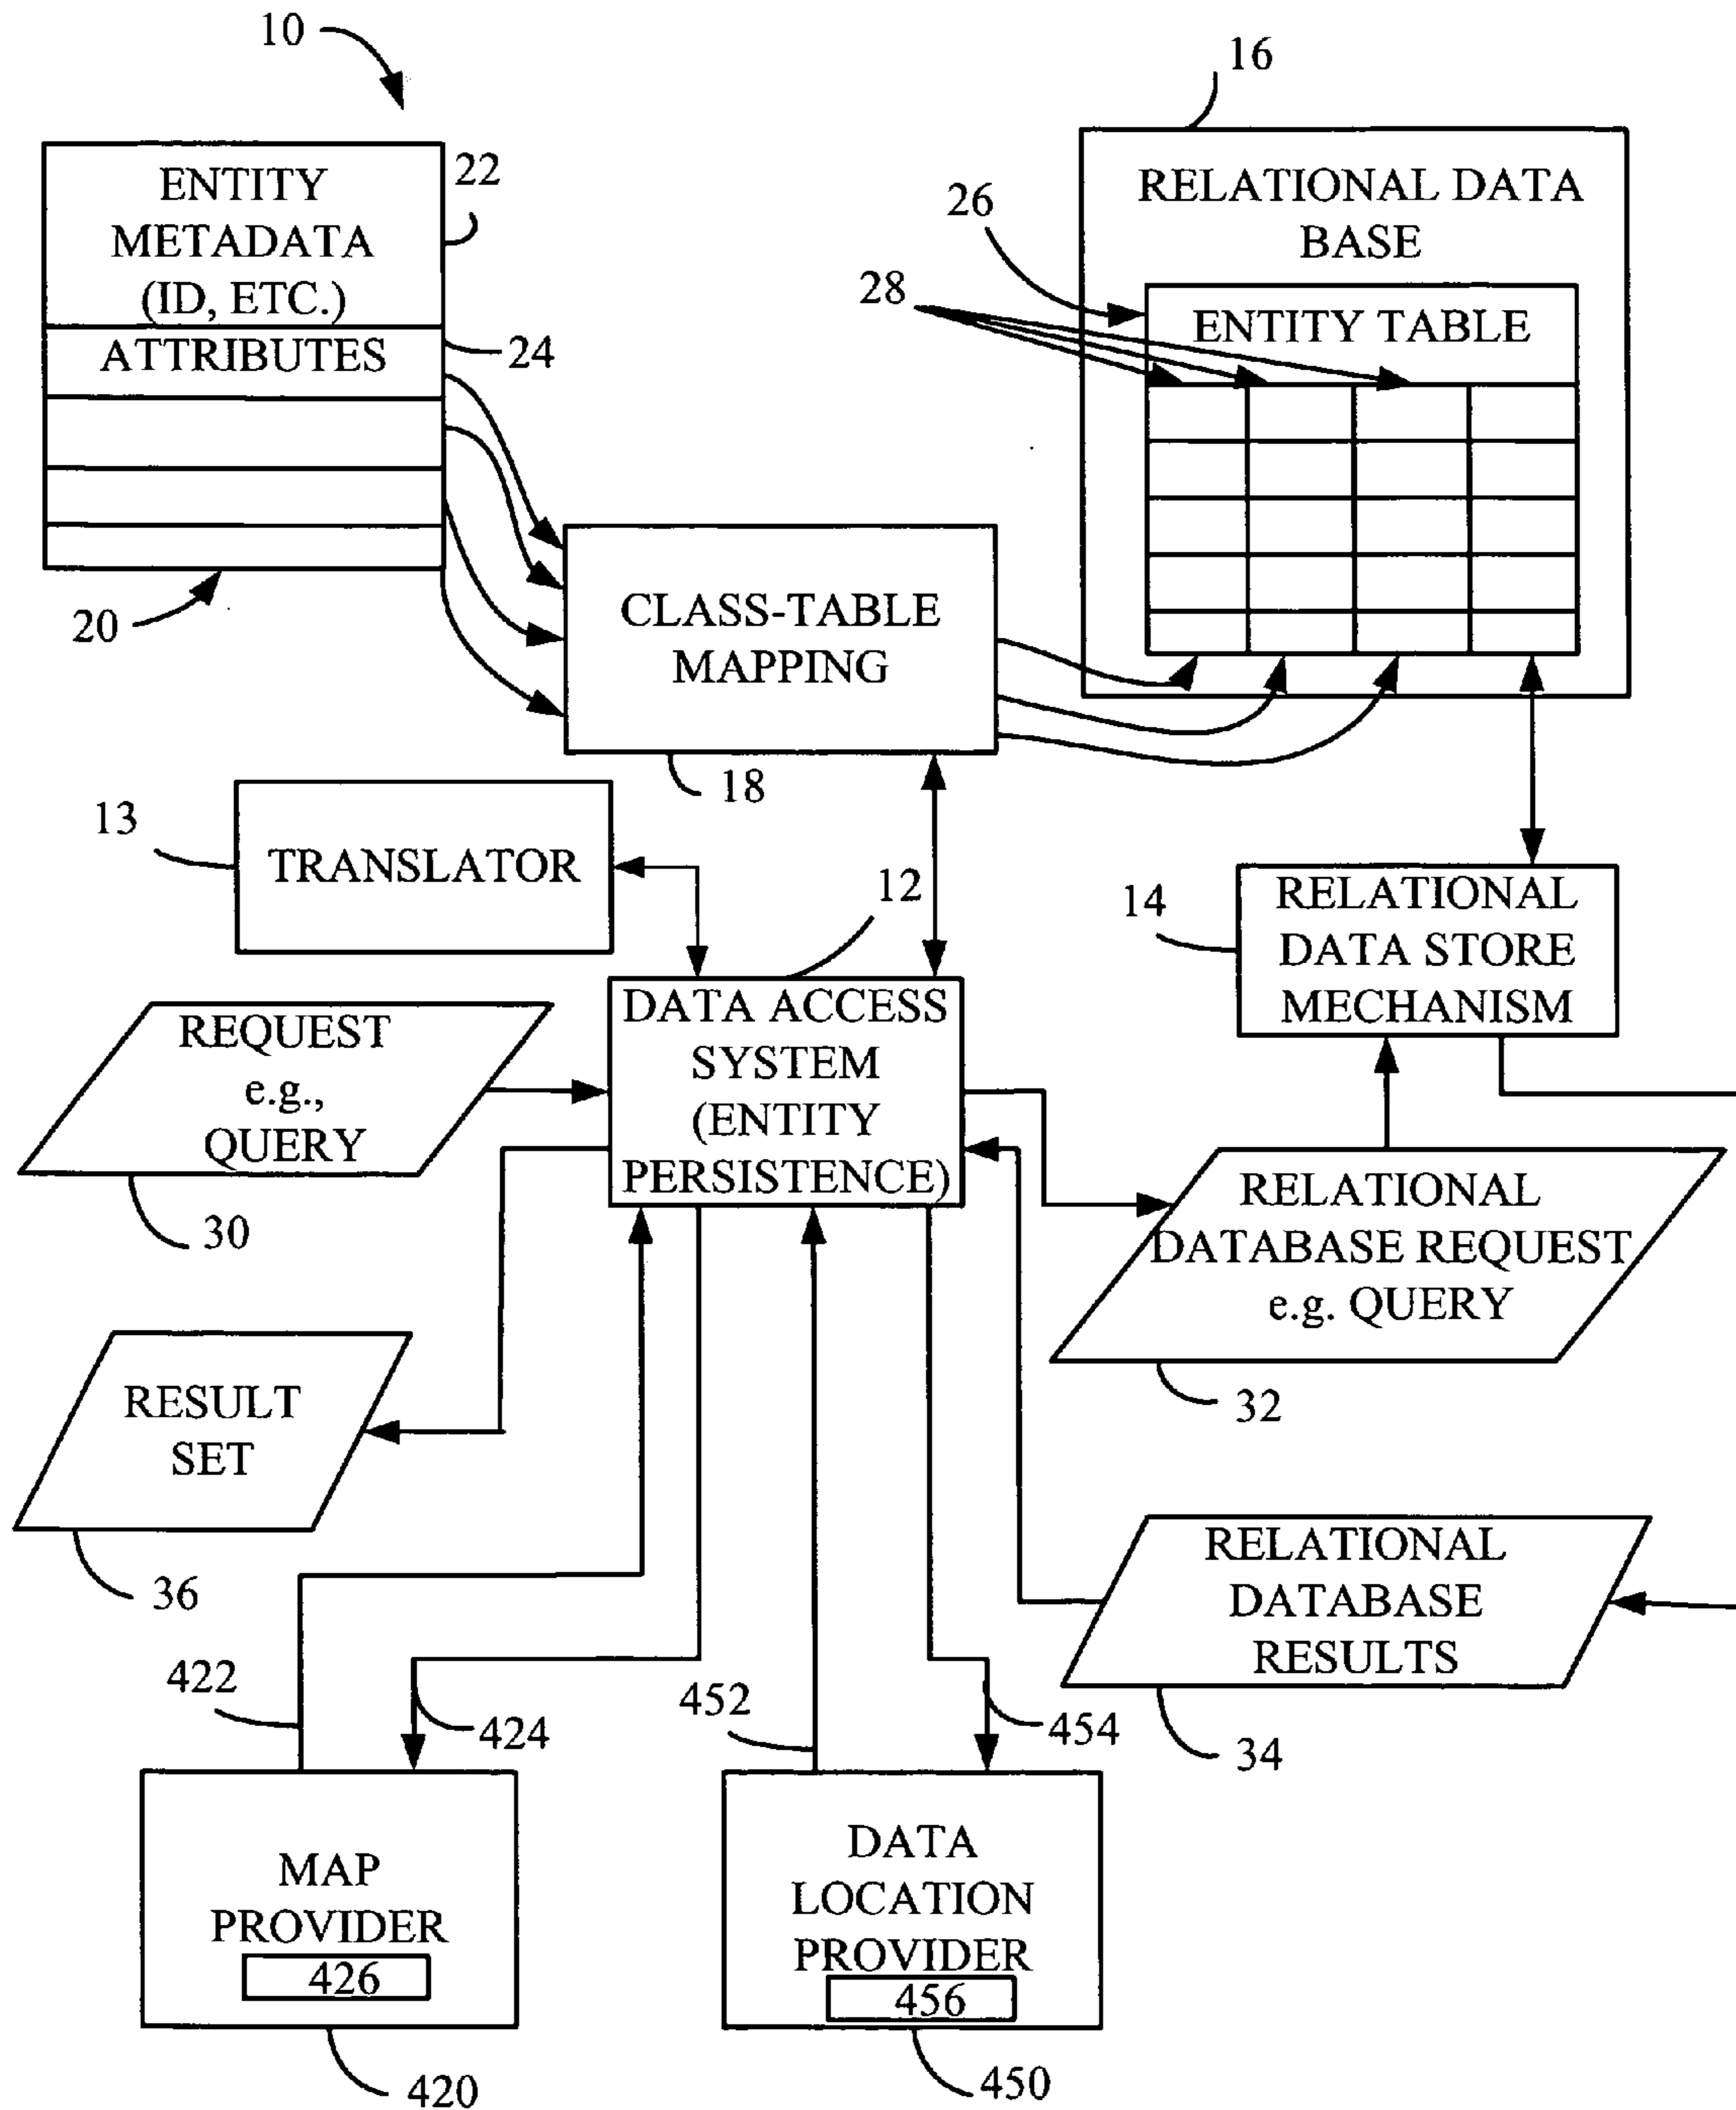 10
16
ENTITY
METADATA
(ID, ETC.)
22
ATTRIBUTES
24
20
RELATIONAL DATA
BASE
26
28
ENTITY TABLE
CLASS-TABLE
MAPPING
18
13
TRANSLATOR
12
14
RELATIONAL
DATA STORE
MECHANISM
REQUEST
e.g.,
QUERY
30
DATA ACCESS
SYSTEM
(ENTITY
PERSISTENCE)
RELATIONAL
DATABASE REQUEST
e.g. QUERY
32
RESULT
SET
36
RELATIONAL
DATABASE
RESULTS
34
422
424
452
454
MAP
PROVIDER
426
420
DATA
LOCATION
PROVIDER
456
450